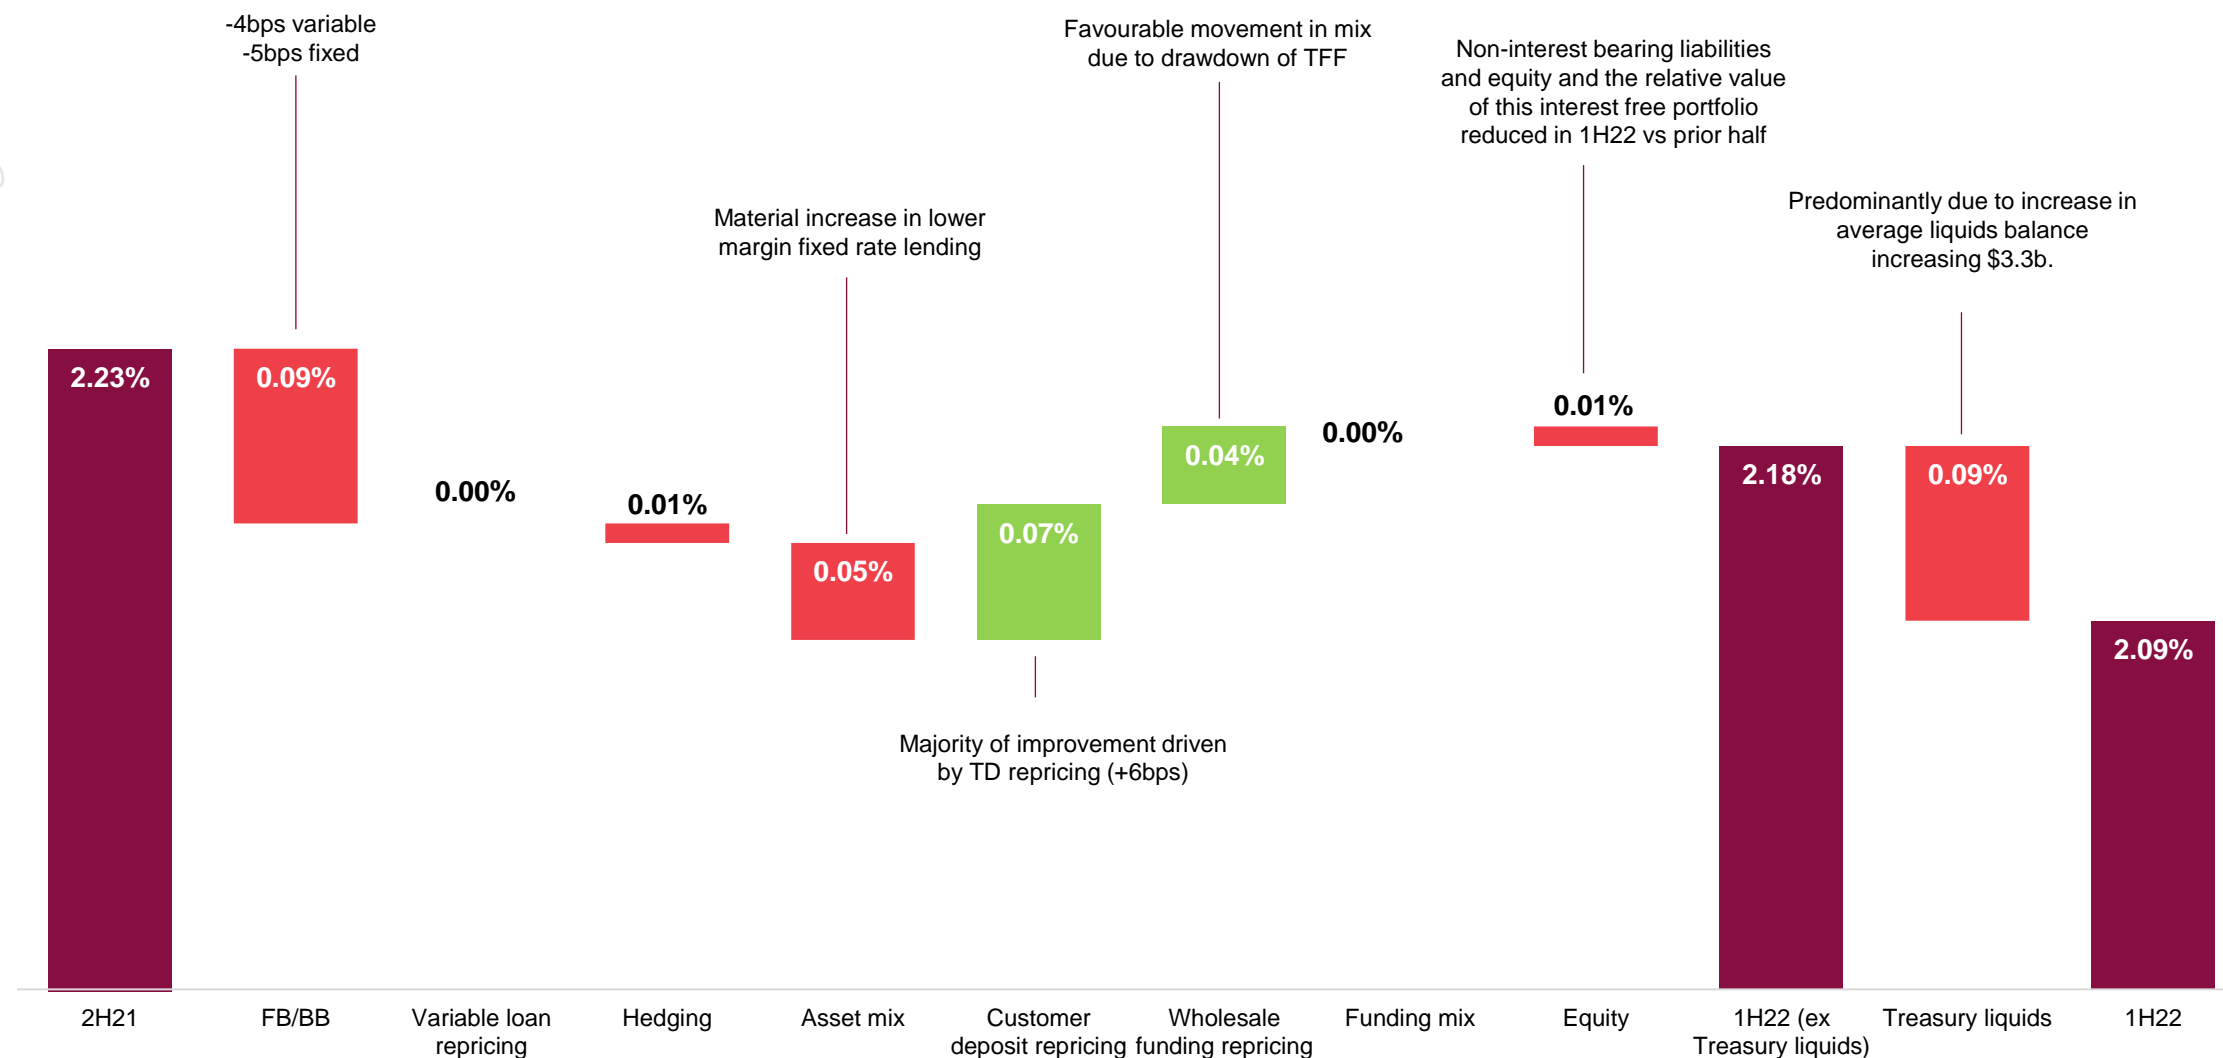 -4bps variable
-5bps fixed
Favourable movement in mix
due to drawdown of TFF
Non-interest bearing liabilities
and equity and the relative value
of this interest free portfolio
reduced in 1H22 vs prior half
Material increase in lower
margin fixed rate lending
Predominantly due to increase in
average liquids balance
increasing $3.3b.
2.23%
0.09%
0.00%
0.01%
0.05%
0.07%
0.04%
0.00%
0.01%
2.18%
0.09%
2.09%
Majority of improvement driven
by TD repricing (+6bps)
2H21
FB/BB
Variable loan
repricing
Hedging
Asset mix
Customer
deposit repricing
Wholesale
funding repricing
Funding mix
Equity
1H22 (ex
Treasury liquids)
Treasury liquids
1H22